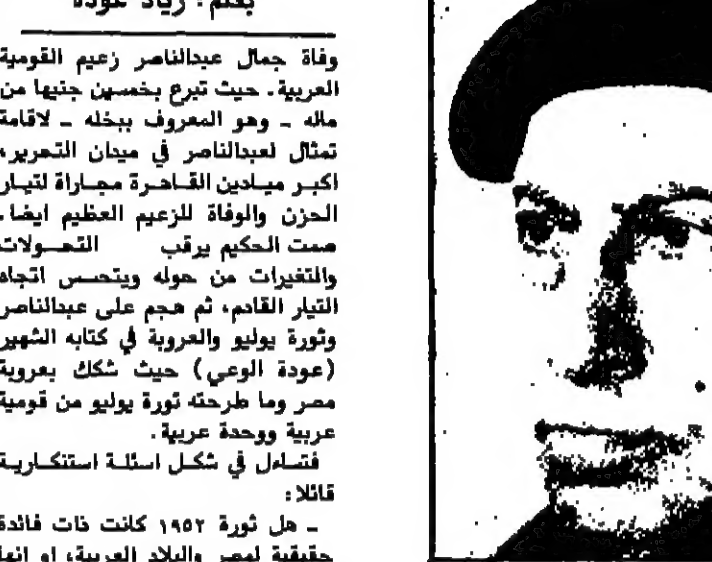 بقلم: زياد عودة
وفاة جمال عبدالناصر زعيم القومية
العربية. حيث تبرع بخمسين جنيها من
ماله ـ وهو المعروف ببخله ـ لاقامة
تمثال لعبدالناصر في ميدان التحرير،
اكبر ميادين القاهرة مجاراة لتيار
الحزن والوفاة للزعيم العظيم ايضا.
صمت الحكيم يرقب التحولات
والتغيرات من حوله ويتحسس اتجاه
التيار القادم، ثم هجم على عبدالناصر
وثورة يوليو والعروبة في كتابه الشهير
(عودة الوعي) حيث شكك بعروبة
مصر وما طرحته ثورة يوليو من قومية
عربية ووحدة عربية.
فتساءل في شكل اسئلة استنكارية
قائلا:
ـ هل ثورة ١٩٥٢ كانت ذات فائدة
حقيقية لمصر والبلاد العربية، او انها